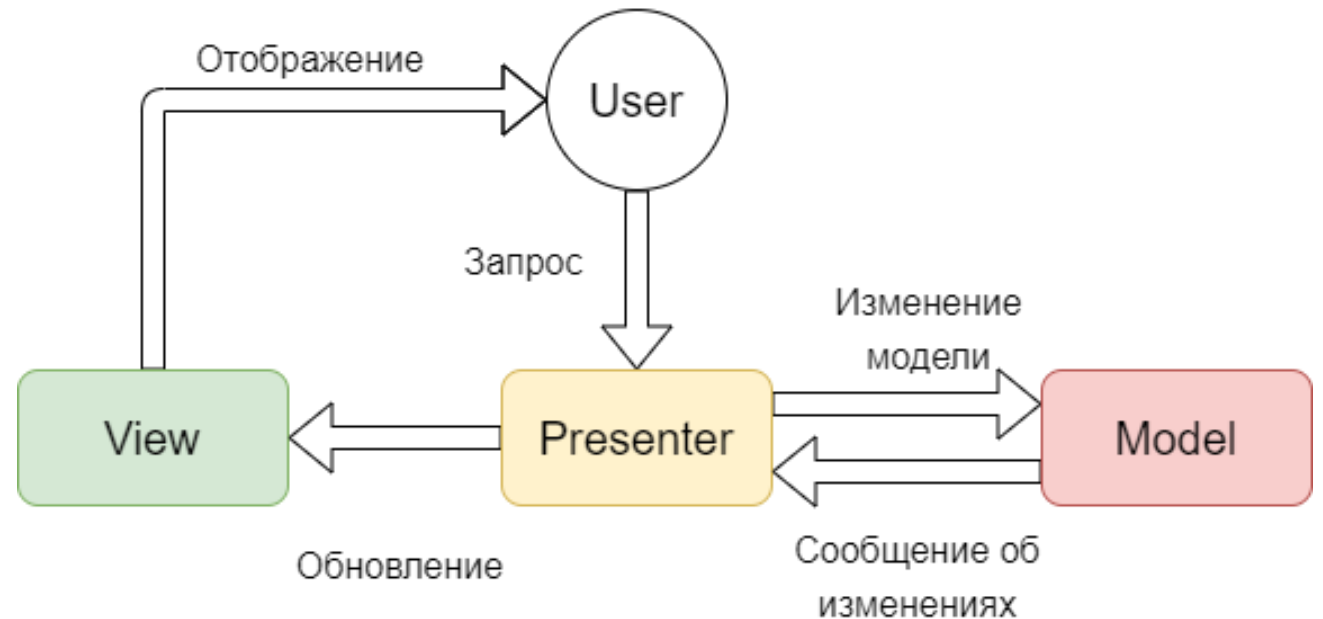 Отображение
User
Запрос
Изменение
модели
View
Presenter
Model
Обновление
Сообщение об
изменениях